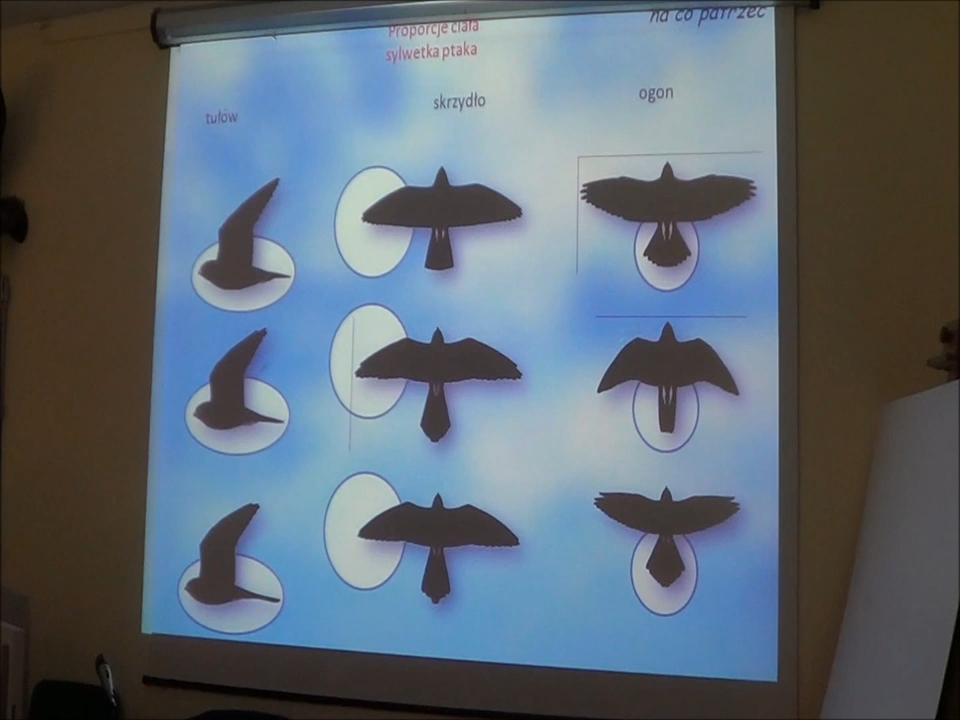 na co patrzeć
Proporcje ciała
sylwetka ptaka
tułów
skrzydło
ogon